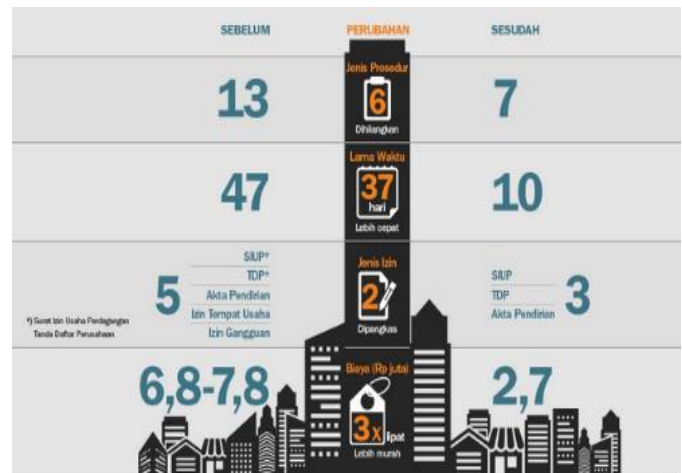 SEBELUM PERUBAHAN SESUDAH
Jenis Prosedur
13 6 7
Dihilangkan
Lama Waktu
47 37 10
hari
Lebih cepat
Jenis Izin
5
SIUP*
TDP*
Akta Pendirian
Izin Tempat Usaha
Izin Gangguan
*) Surat Izin Usaha Perdagangan
Tanda Daftar Perusahaan
2
Dipangkas
SIUP
TDP
Akta Pendirian
3
Biaya (Rp juta)
6,8-7,8 3x lipat 2,7
Lebih murah